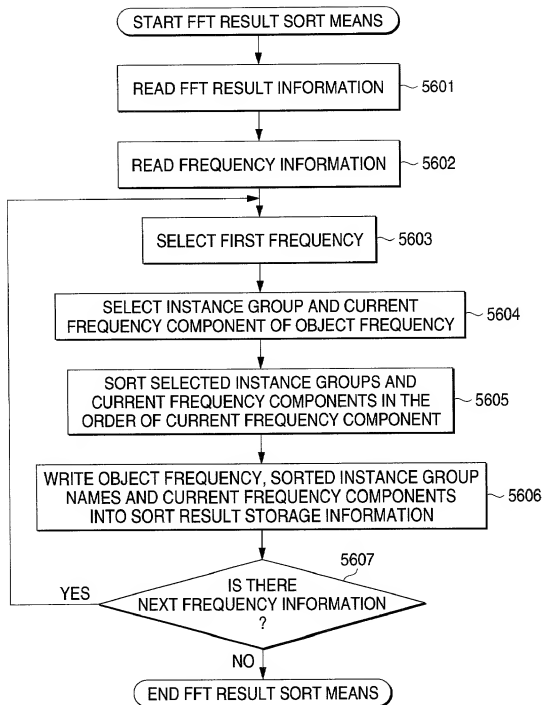 START FFT RESULT SORT MEANS
READ FFT RESULT INFORMATION
5601
READ FREQUENCY INFORMATION
5602
SELECT FIRST FREQUENCY
5603
SELECT INSTANCE GROUP AND CURRENT
FREQUENCY COMPONENT OF OBJECT FREQUENCY
5604
SORT SELECTED INSTANCE GROUPS AND
CURRENT FREQUENCY COMPONENTS IN THE
ORDER OF CURRENT FREQUENCY COMPONENT
5605
WRITE OBJECT FREQUENCY, SORTED INSTANCE GROUP
NAMES AND CURRENT FREQUENCY COMPONENTS
INTO SORT RESULT STORAGE INFORMATION
5606
5607
IS THERE
NEXT FREQUENCY INFORMATION
?
YES
NO
END FFT RESULT SORT MEANS